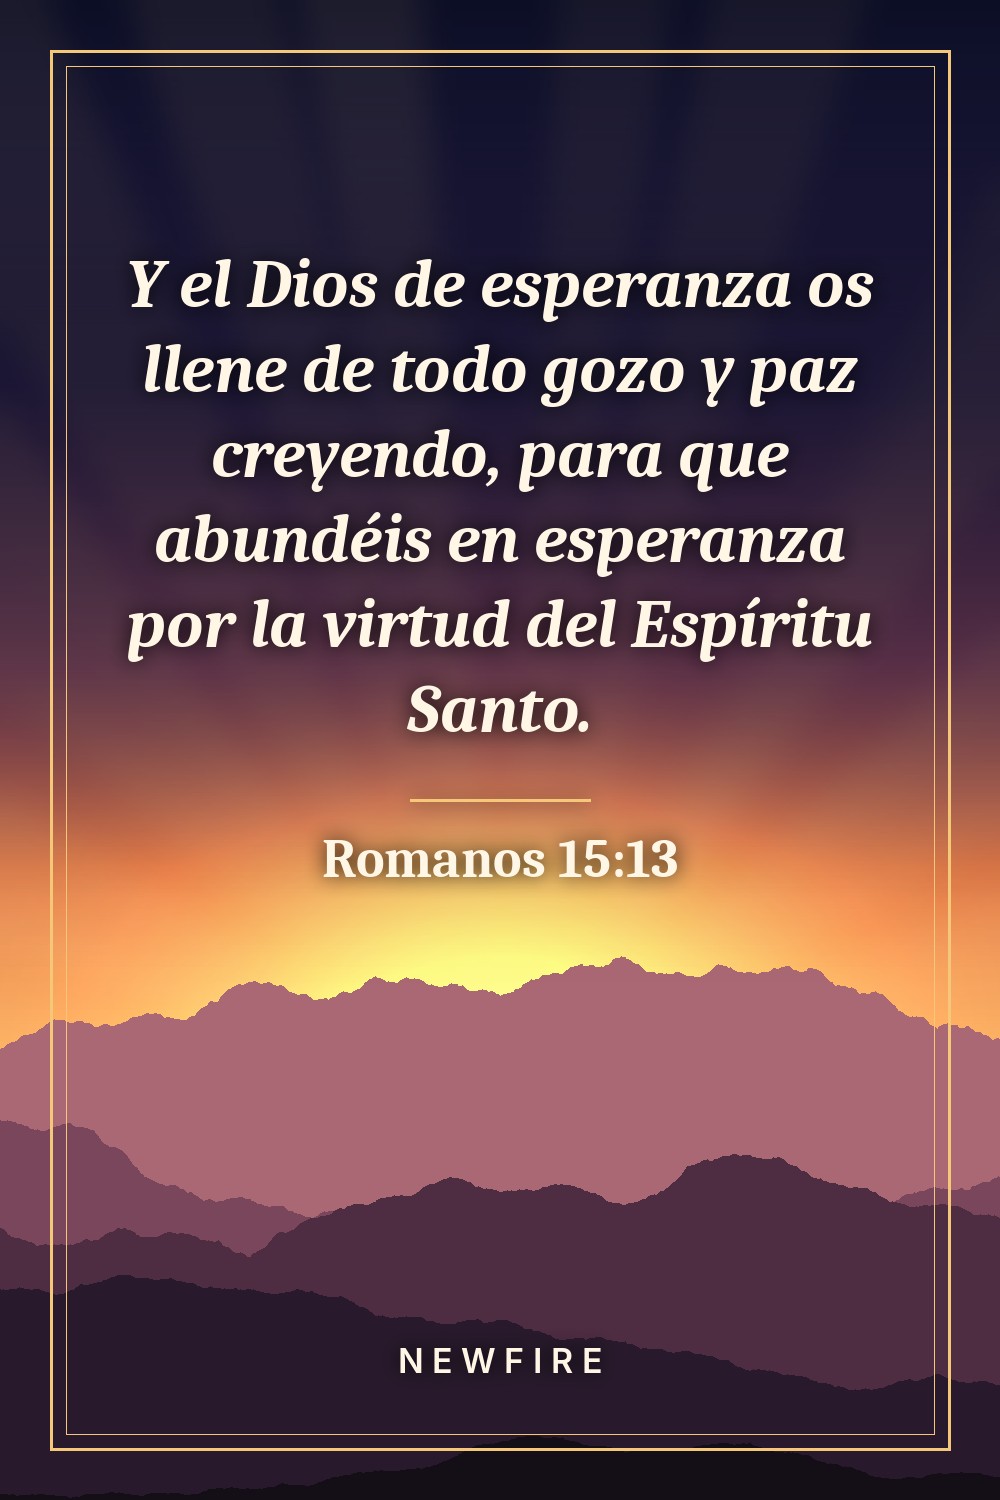 Y el Dios de esperanza os
llene de todo gozo y paz
creyendo, para que
abundéis en esperanza
por la virtud del Espíritu
Santo.
Romanos 15:13
NEWFIRE